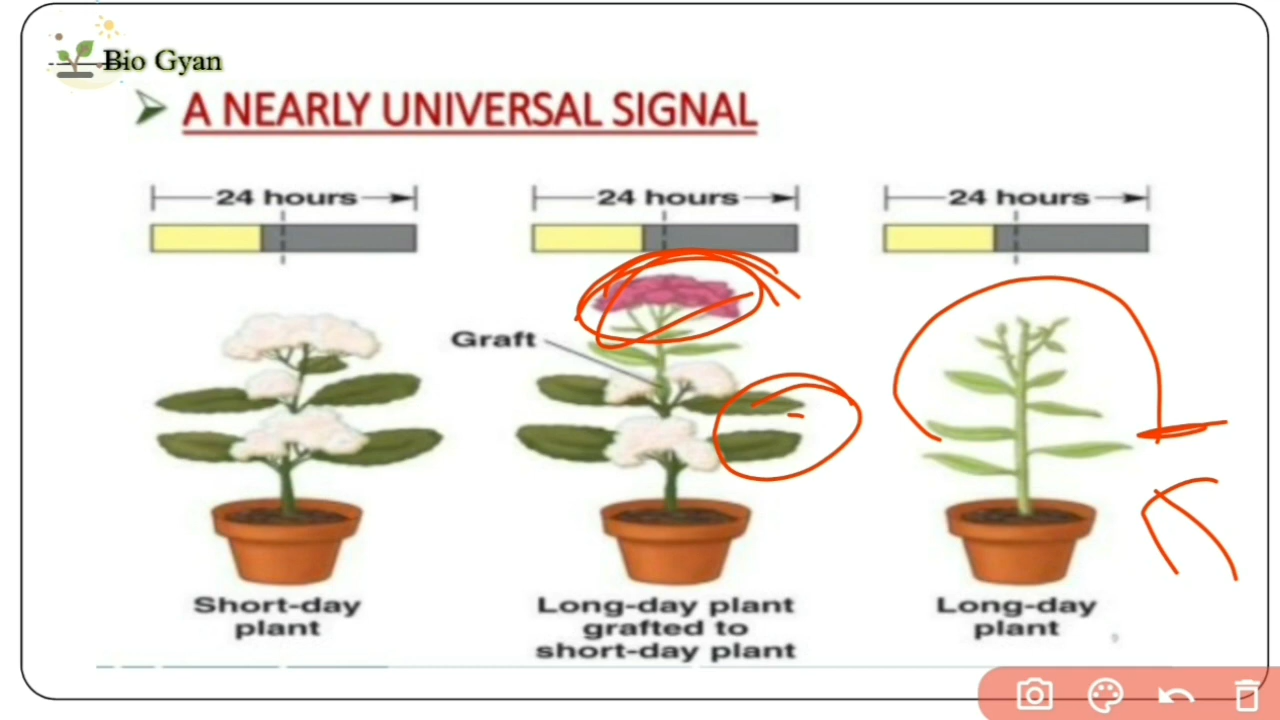 Bio Gyan
A NEARLY UNIVERSAL SIGNAL
24 hours
24 hours
24 hours
Graft
Short-day
plant
Long-day plant
grafted to
short-day plant
Long-day
plant